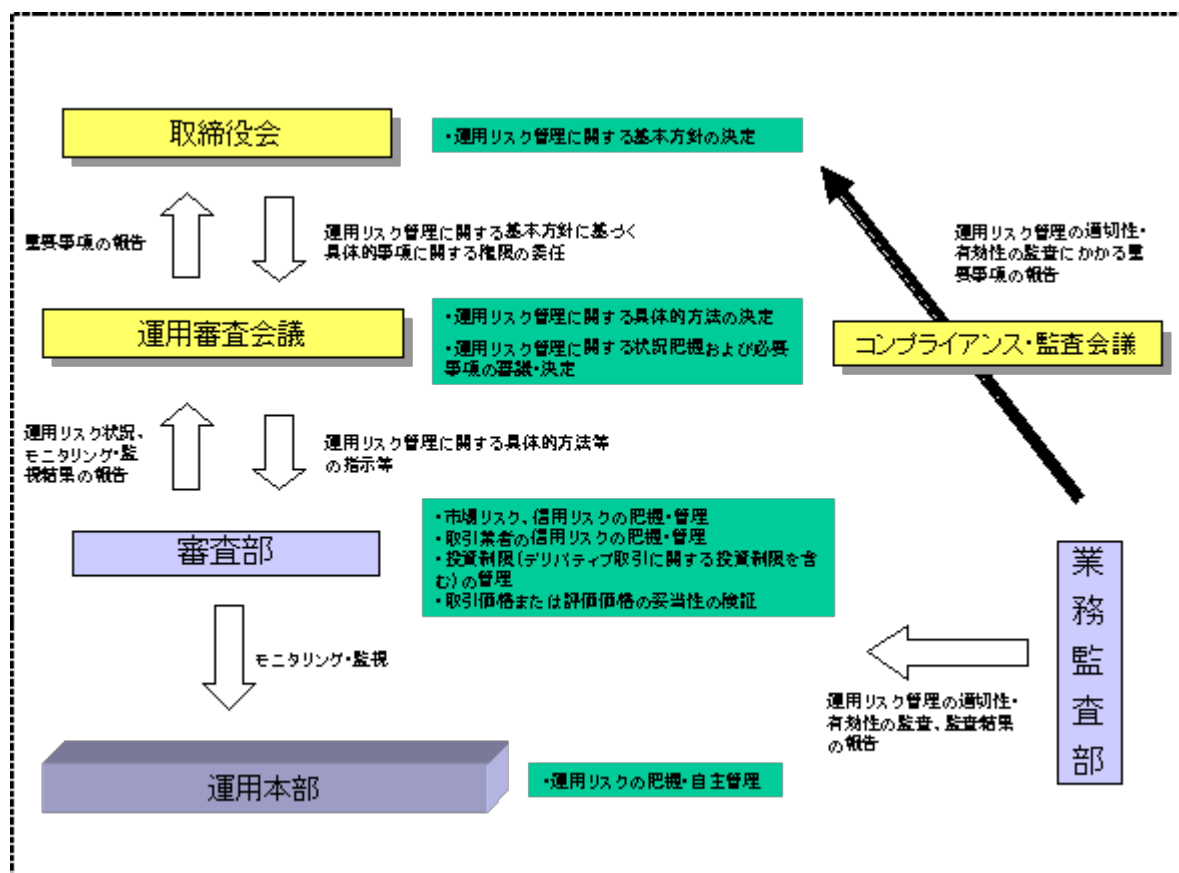 取締役会
・運用リスク管理に関する基本方針の決定
重要事項の報告
運用リスク管理に関する基本方針に基づく
具体的事項に関する権限の委任
運用リスク管理の適切性・
有効性の監査にかかる重
要事項の報告
運用審査会議
・運用リスク管理に関する具体的方法の決定
・運用リスク管理に関する状況把握および必要
事項の審議・決定
コンプライアンス・監査会議
運用リスク状況、
モニタリング・監
視結果の報告
運用リスク管理に関する具体的方法等
の指示等
審査部
・市場リスク、信用リスクの把握・管理
・取引業者の信用リスクの把握・管理
・投資制限(デリバティブ取引に関する投資制限を含
む)の管理
・取引価格または評価価格の妥当性の検証
業務監査部
モニタリング・監視
運用リスク管理の適切性・
有効性の監査、監査結果
の報告
運用本部
・運用リスクの把握・自主管理